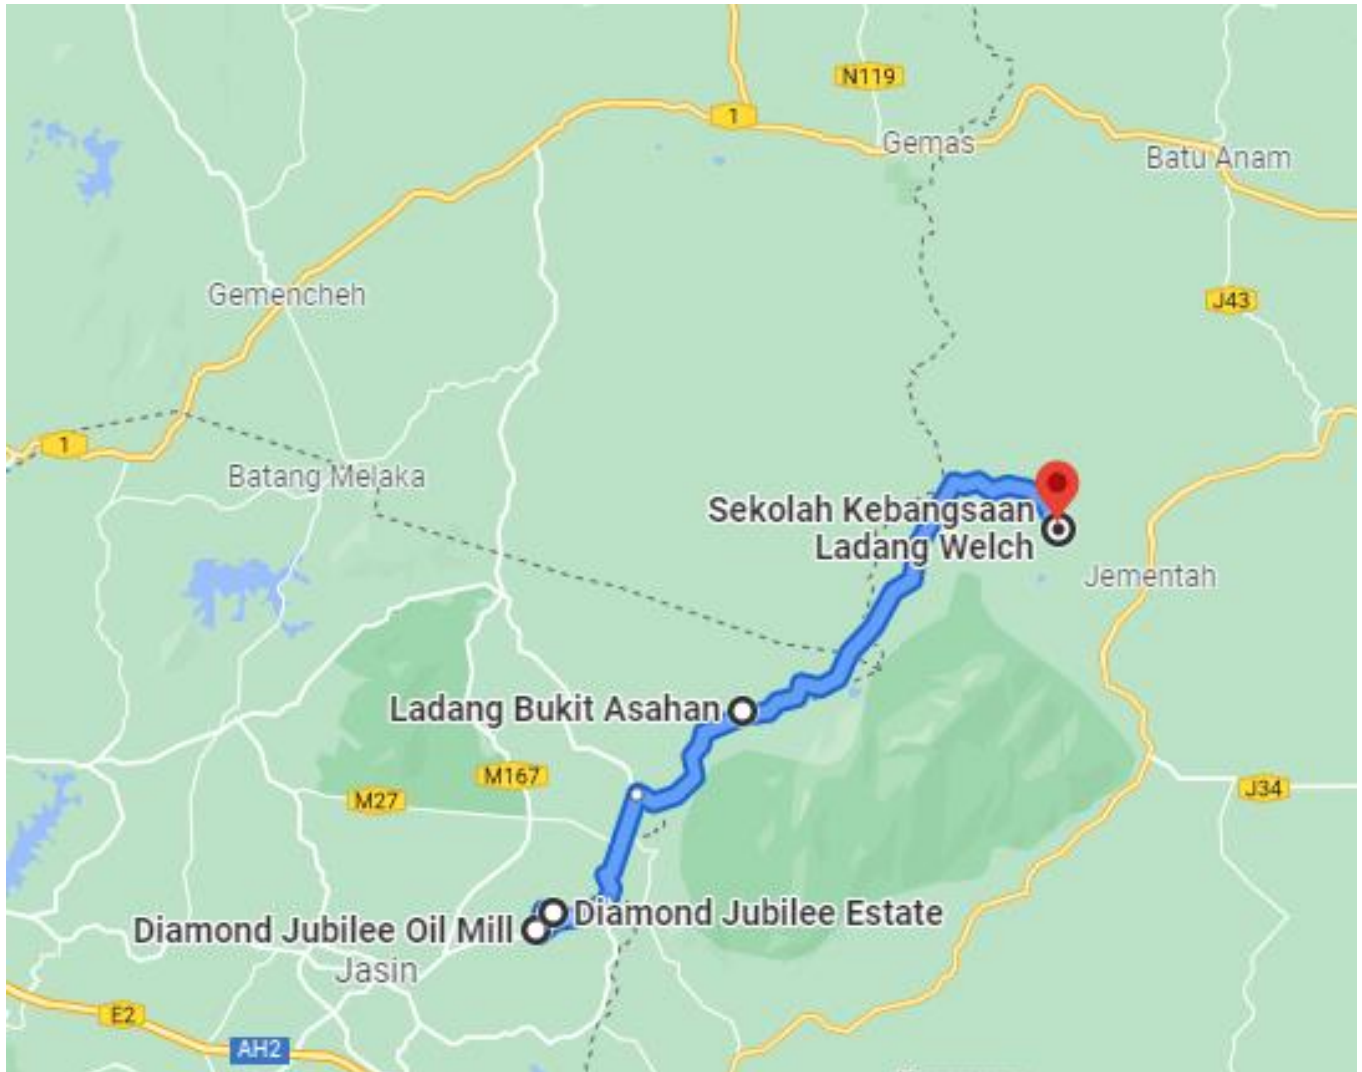 N119
1
Gemas
Batu Anam
Gemencheh
J43
1
Batang Melaka
Sekolah Kebangsaan
Ladang Welch
Jementah
Ladang Bukit Asahan
M167
M27
J34
Diamond Jubilee Estate
Diamond Jubilee Oil Mill
Jasin
E2
AH2